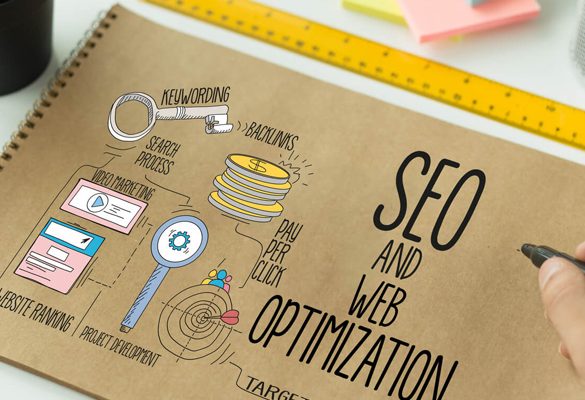 KEYWORDING
BACKLINKS
SEARCH
PROCESS
VIDEO MARKETING
PAY
PER
CLICK
WEBSITE RANKING
PROJECT DEVELOPMENT
TARGET
SEO
AND
WEB
OPTIMIZATION